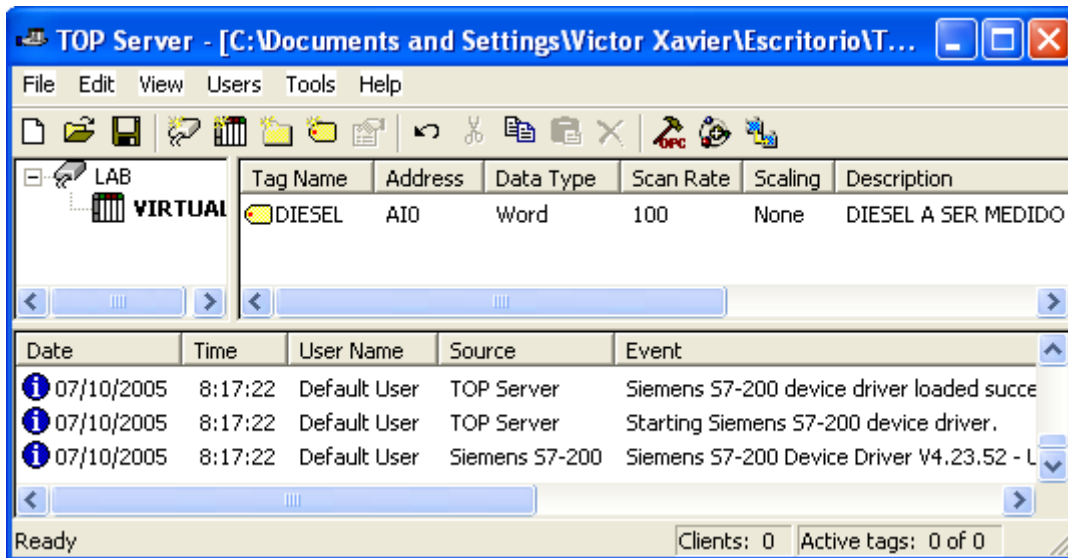 TOP Server - [C:\Documents and Settings\Victor Xavier\Escritorio\T...
File Edit View Users Tools Help
OPC
LAB
VIRTUAL
Tag Name Address Data Type Scan Rate Scaling Description
DIESEL AI0 Word 100 None DIESEL A SER MEDIDO
Date Time User Name Source Event
07/10/2005 8:17:22 Default User TOP Server Siemens S7-200 device driver loaded succe
07/10/2005 8:17:22 Default User TOP Server Starting Siemens S7-200 device driver.
07/10/2005 8:17:22 Default User Siemens S7-200 Siemens S7-200 Device Driver V4.23.52 - U
Ready Clients: 0 Active tags: 0 of 0